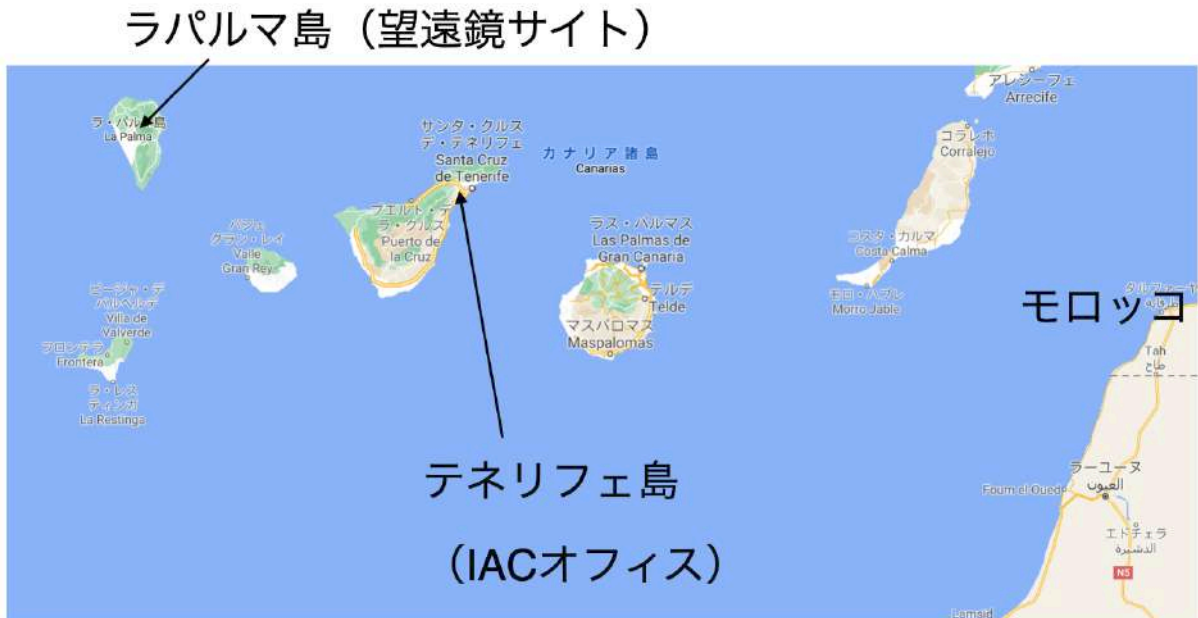 ラパルマ島（望遠鏡サイト）
アレシーフェ
Arrecife
ラ・パルマ島
La Palma
サンタ・クルス
デ・テネリフェ
Santa Cruz
de Tenerife
カナリア諸島
Canarias
コラレホ
Corralejo
プエルト・デ・
ラ・クルス
Puerto de
la Cruz
バジェ
グラン・レイ
Valle
Gran Rey
ラス・パルマス
Las Palmas de
Gran Canaria
テルデ
Telde
マスパロマス
Maspalomas
コスタ・カルマ
Costa Calma
モロ・ハブレ
Morro Jable
ビージャ・デ
バルベルデ
Villa de
Valverde
フロンテラ
Frontera
ラ・レス
ティンガ
La Restinga
モロッコ
Tah
طاح
テネリフェ島
（IACオフィス）
ラーユーヌ
العيون
Foum el Oued
エドチェラ
الدشيرة
N5
Lamsid